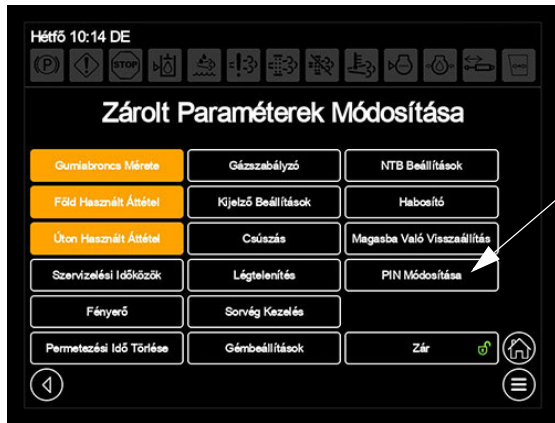 Hétfő 10:14 DE
(P) STOP
Zárolt Paraméterek Módosítása
Gumiabroncs Mérete
Gázszabályzó
NTB Beállítások
Föld Használt Áttétel
Kijelző Beállítások
Habosító
Úton Használt Áttétel
Csúszás
Magasba Való Visszaállítás
Szervizelési Időközök
Légtelenítés
PIN Módosítása
Fényerő
Sorvég Kezelés
Permetezési Idő Törlése
Gémbeállítások
Zár